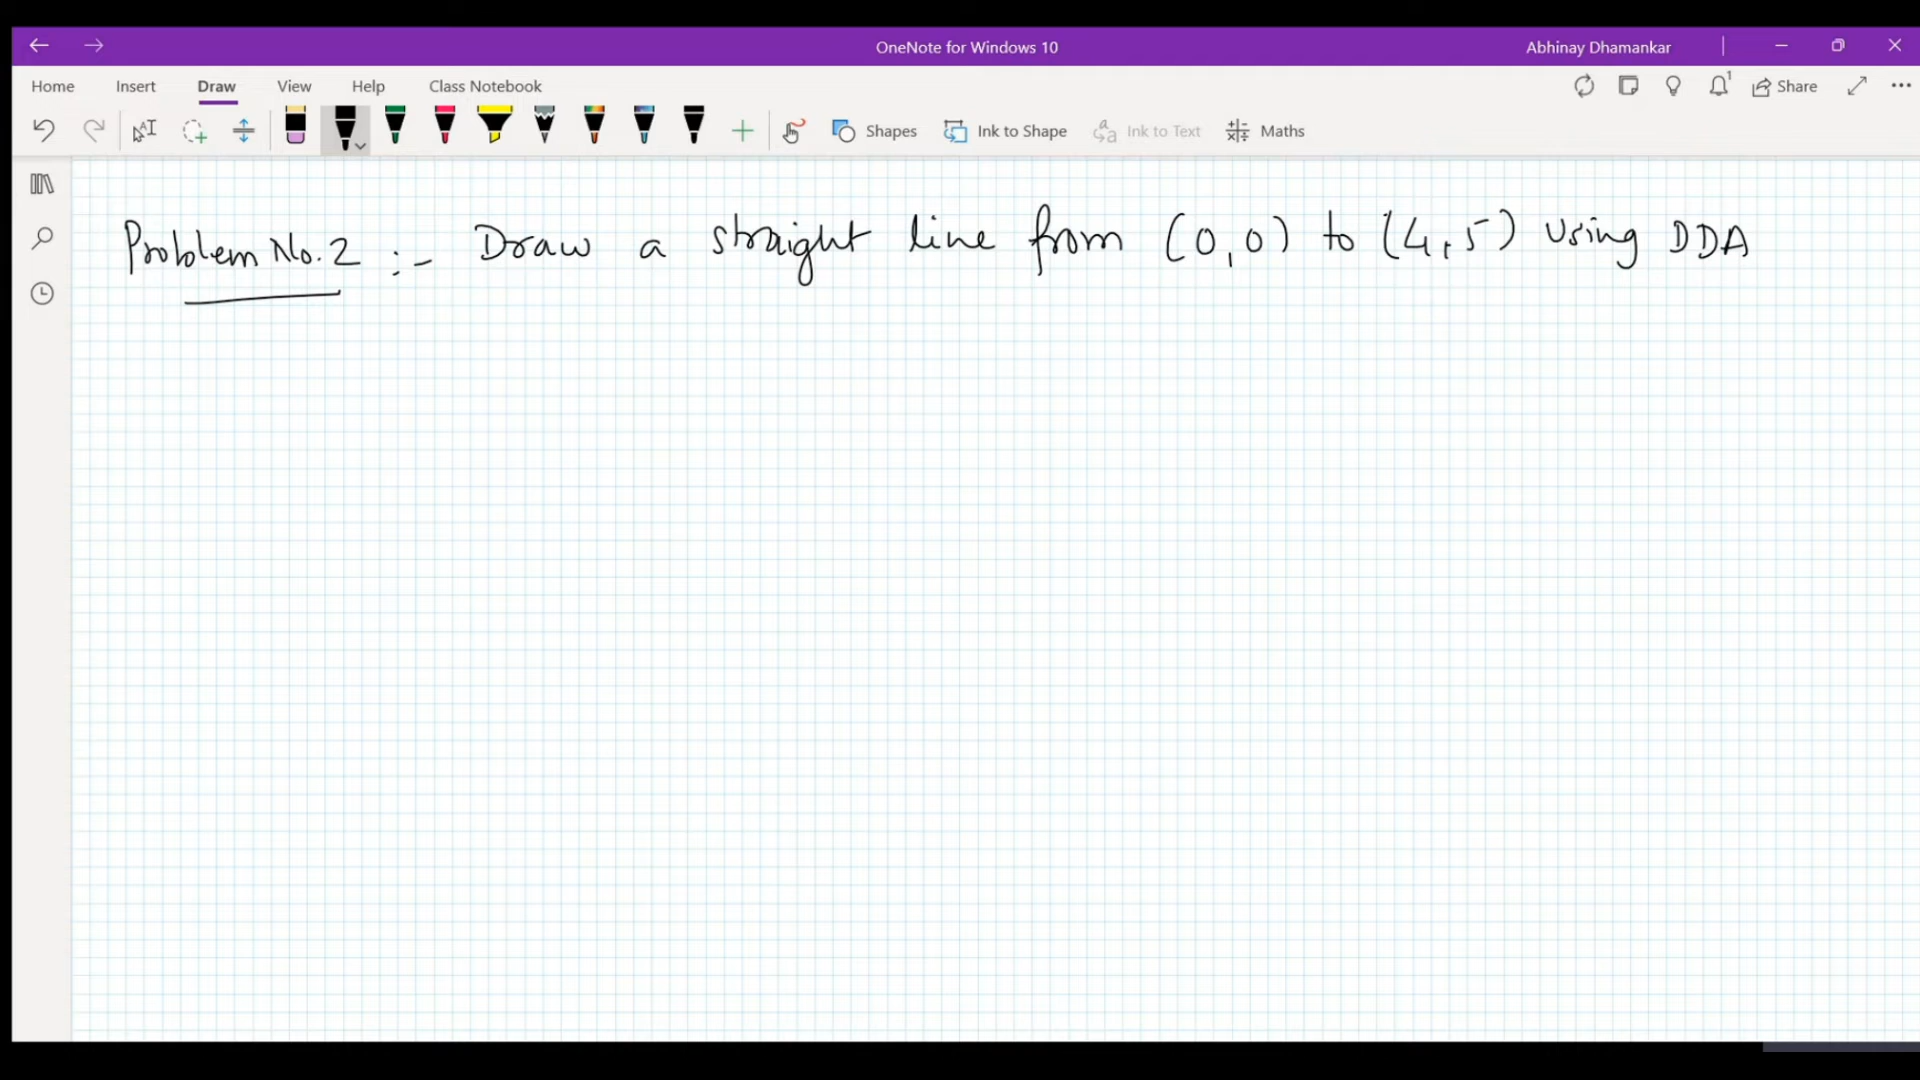 OneNote for Windows 10
Abhinay Dhamankar
Home Insert Draw View Help Class Notebook
1 Share
Shapes Ink to Shape Ink to Text Maths
Problem No. 2 :- Draw a straight line from (0,0) to (4,5) Using DDA